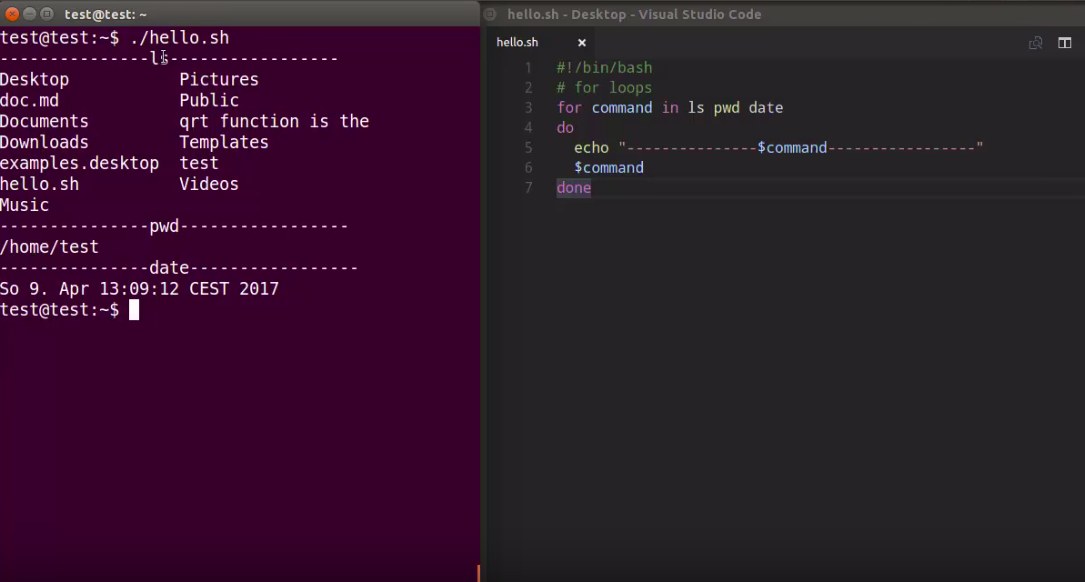 test@test: ~
test@test:~$ ./hello.sh
---------------ls-----------------
Desktop Pictures
doc.md Public
Documents qrt function is the
Downloads Templates
examples.desktop test
hello.sh Videos
Music
---------------pwd-----------------
/home/test
---------------date-----------------
So 9. Apr 13:09:12 CEST 2017
test@test:~$
hello.sh - Desktop - Visual Studio Code
hello.sh
1 #!/bin/bash
2 # for loops
3 for command in ls pwd date
4 do
5 echo "---------------$command-----------------"
6 $command
7 done